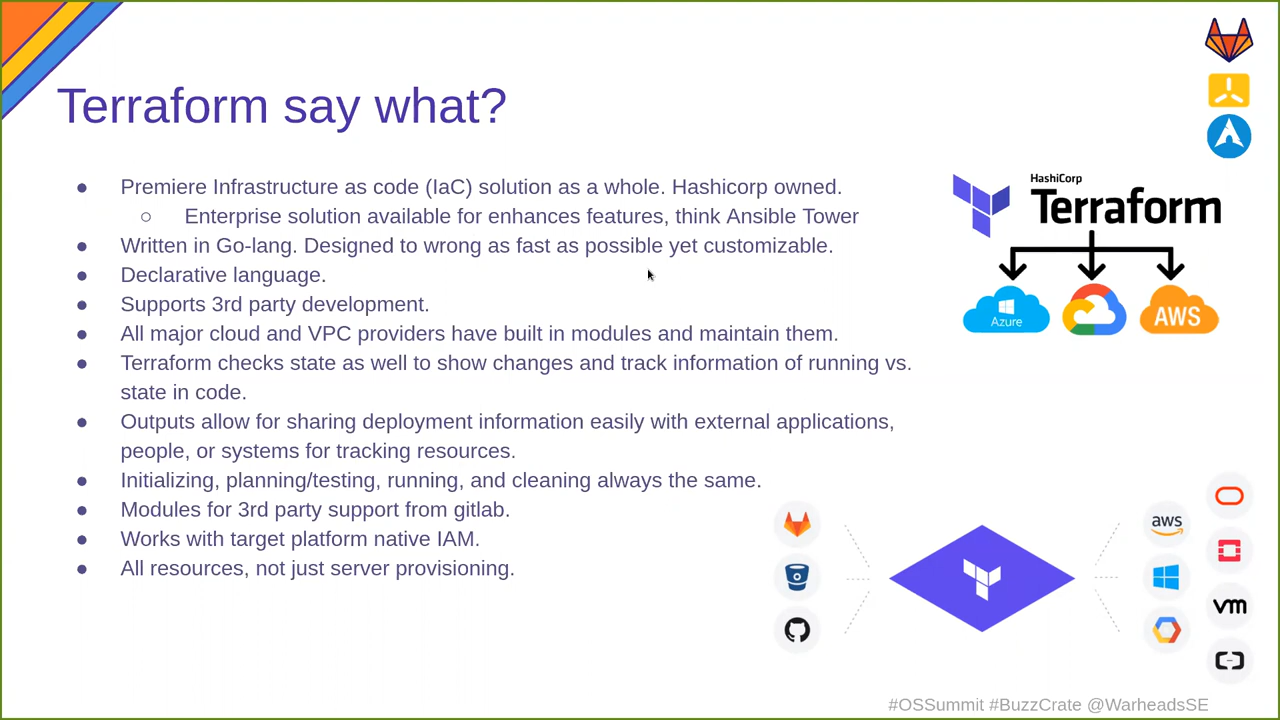 Terraform say what?
● Premiere Infrastructure as code (IaC) solution as a whole. Hashicorp owned.
○ Enterprise solution available for enhances features, think Ansible Tower
● Written in Go-lang. Designed to wrong as fast as possible yet customizable.
● Declarative language.
● Supports 3rd party development.
● All major cloud and VPC providers have built in modules and maintain them.
● Terraform checks state as well to show changes and track information of running vs.
state in code.
● Outputs allow for sharing deployment information easily with external applications,
people, or systems for tracking resources.
● Initializing, planning/testing, running, and cleaning always the same.
● Modules for 3rd party support from gitlab.
● Works with target platform native IAM.
● All resources, not just server provisioning.
HashiCorp
Terraform
Azure
AWS
aws
vm
#OSSummit #BuzzCrate @WarheadsSE